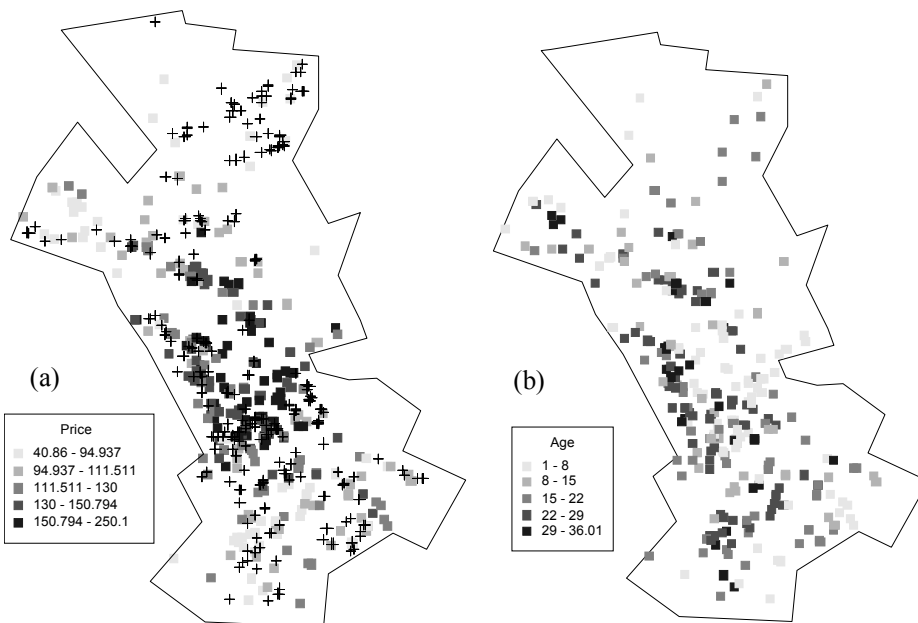 (a)
Price
40.86 - 94.937
94.937 - 111.511
111.511 - 130
130 - 150.794
150.794 - 250.1
(b)
Age
1 - 8
8 - 15
15 - 22
22 - 29
29 - 36.01